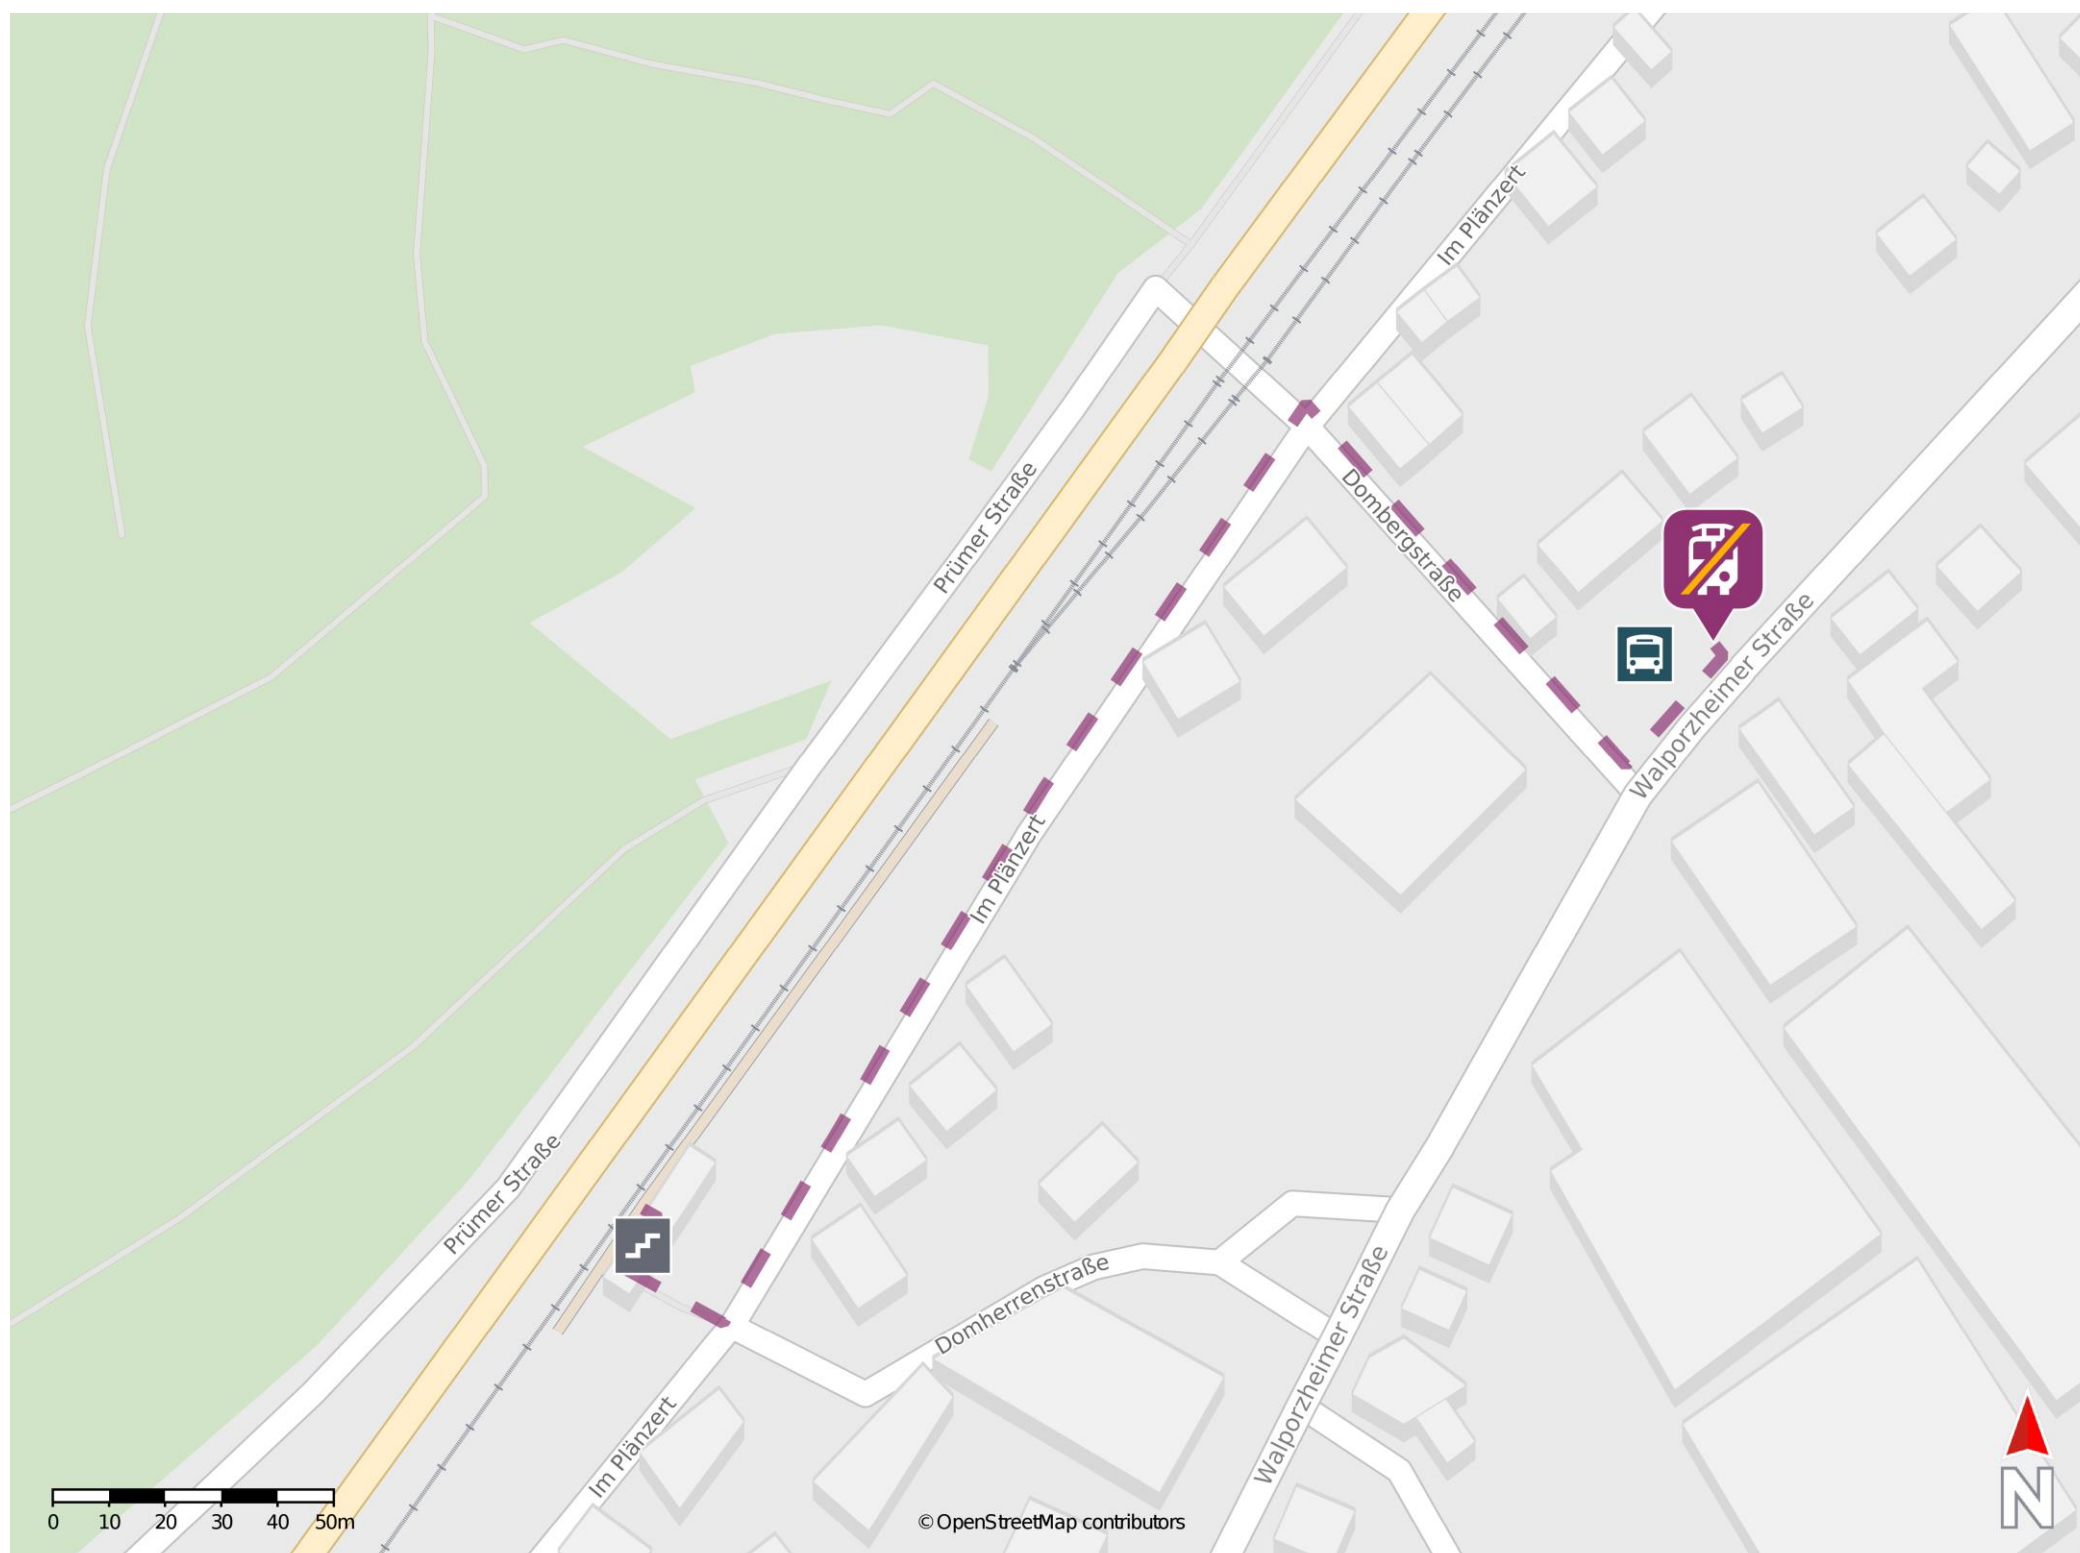 Im Plänzert
Prümer Straße
Dombergstraße
Walporzheimer Straße
Im Plänzert
Prümer Straße
Domherrenstraße
Walporzheimer Straße
Im Plänzert
0 10 20 30 40 50m
© OpenStreetMap contributors
N